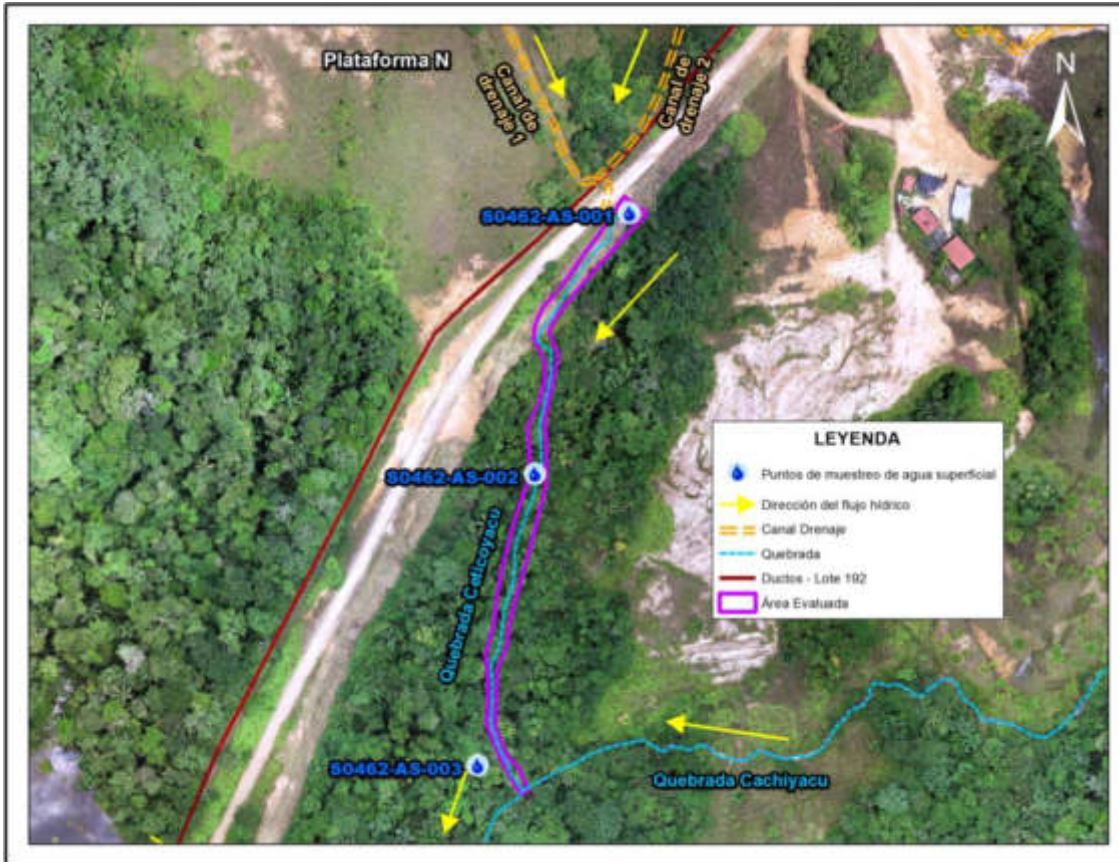 Plataforma N
Canal de
drenaje 1
Canal de
drenaje 2
N
S0462-AS-001
S0462-AS-002
Quebrada Ceticoyacu
S0462-AS-003
Quebrada Cachiyacu
LEYENDA
Puntos de muestreo de agua superficial
Dirección del flujo hídrico
Canal Drenaje
Quebrada
Ductos - Lote 192
Área Evaluada